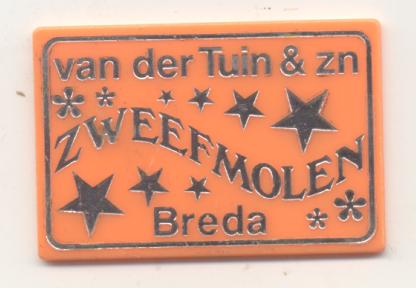 van der Tuin & zn
ZWEEFMOLEN
Breda